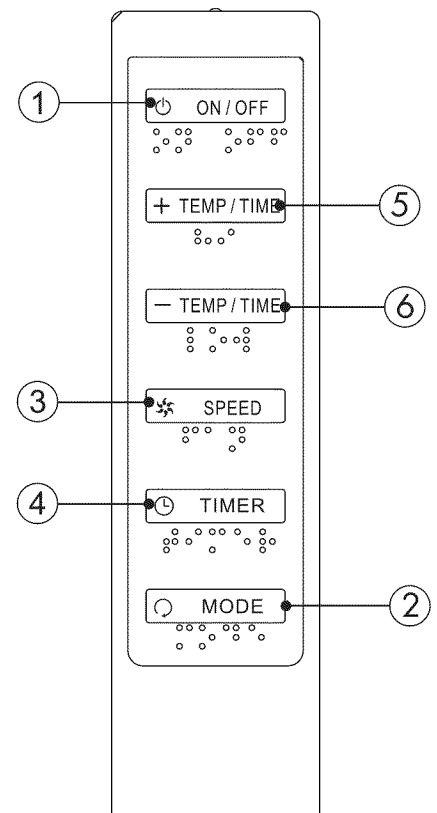 1 ON / OFF
+ TEMP / TIME 5
− TEMP / TIME 6
3 SPEED
4 TIMER
MODE 2